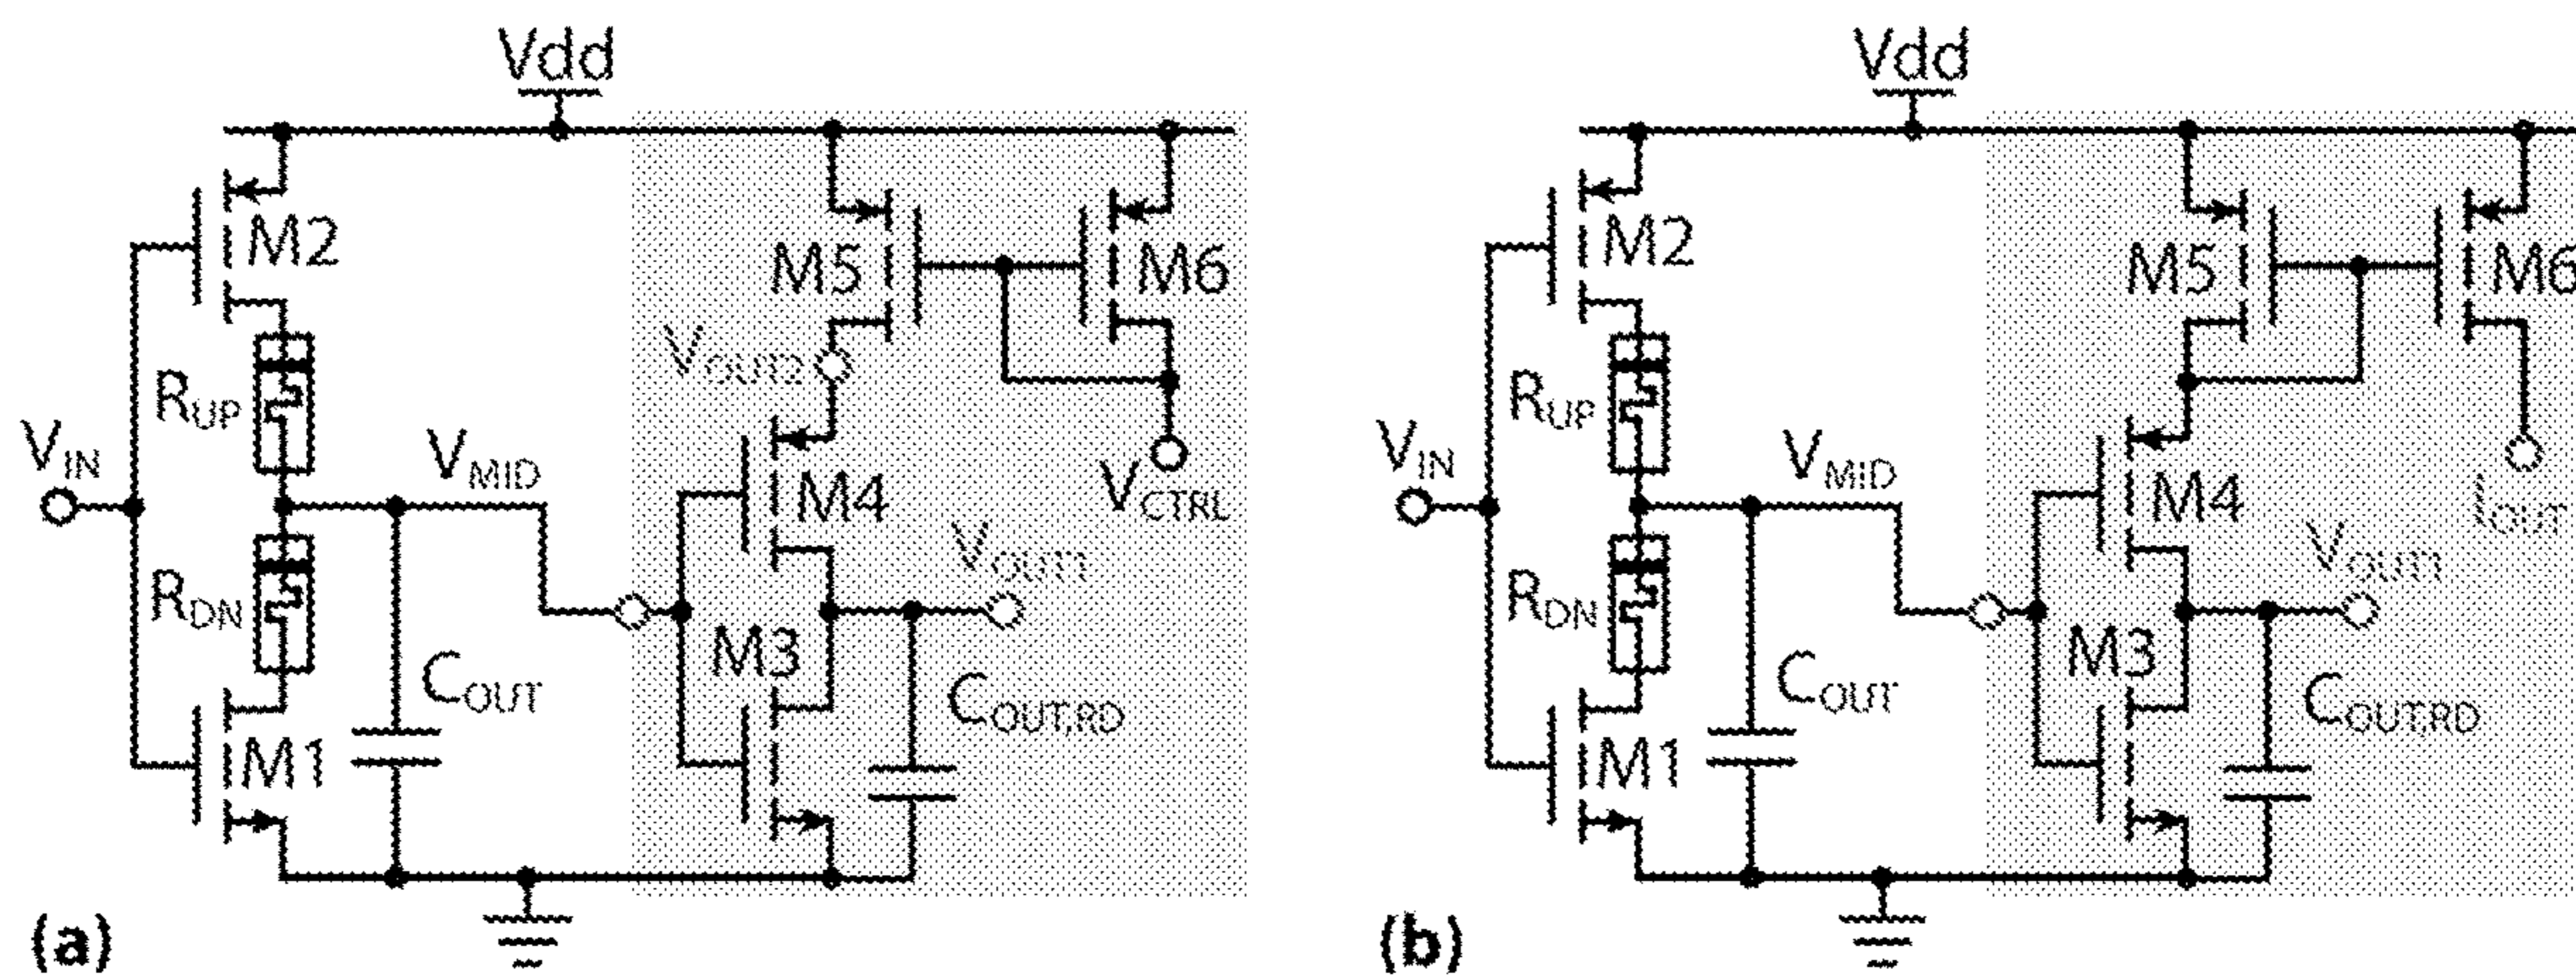 Vdd
M2
M5
M6
VOUT2
RUP
VIN
VMID
M4
VCTRL
VOUT1
RDN
M3
COUT
COUT,RD
M1
(a)
Vdd
M2
M5
M6
RUP
VIN
VMID
M4
IOUT
VOUT1
RDN
M3
COUT
COUT,RD
M1
(b)